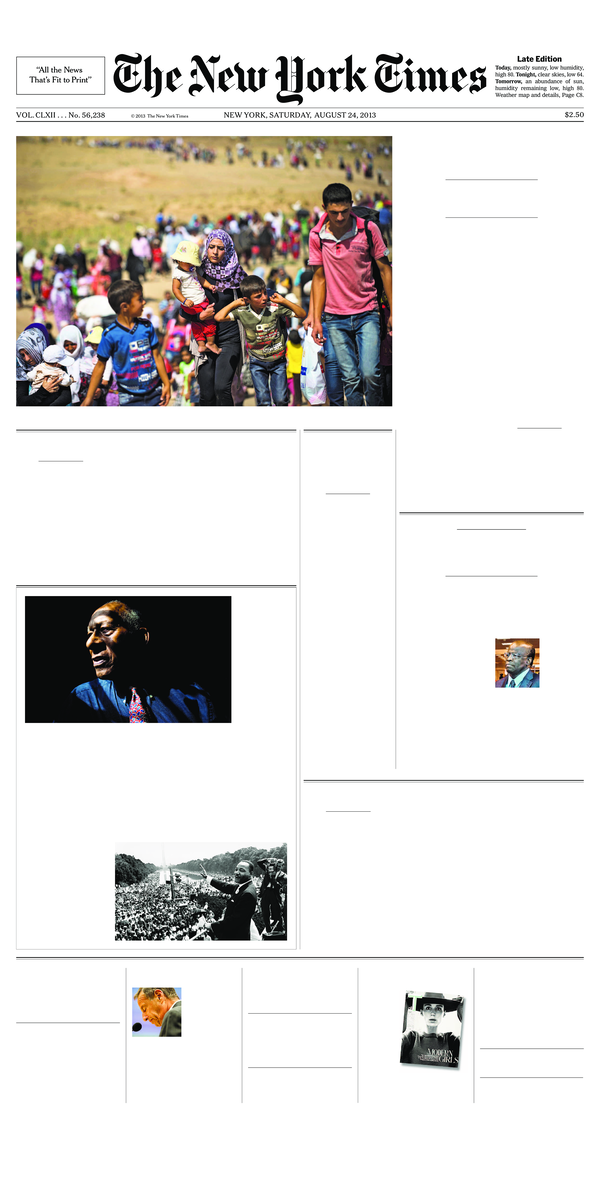 “All the News
That’s Fit to Print”
The New York Times
Late Edition
Today, mostly sunny, low humidity,
high 80. Tonight, clear skies, low 64.
Tomorrow, an abundance of sun,
humidity remaining low, high 80.
Weather map and details, Page C8.
VOL. CLXII . . . No. 56,238
© 2013 The New York Times
NEW YORK, SATURDAY, AUGUST 24, 2013
$2.50
MODERN
GIRLS